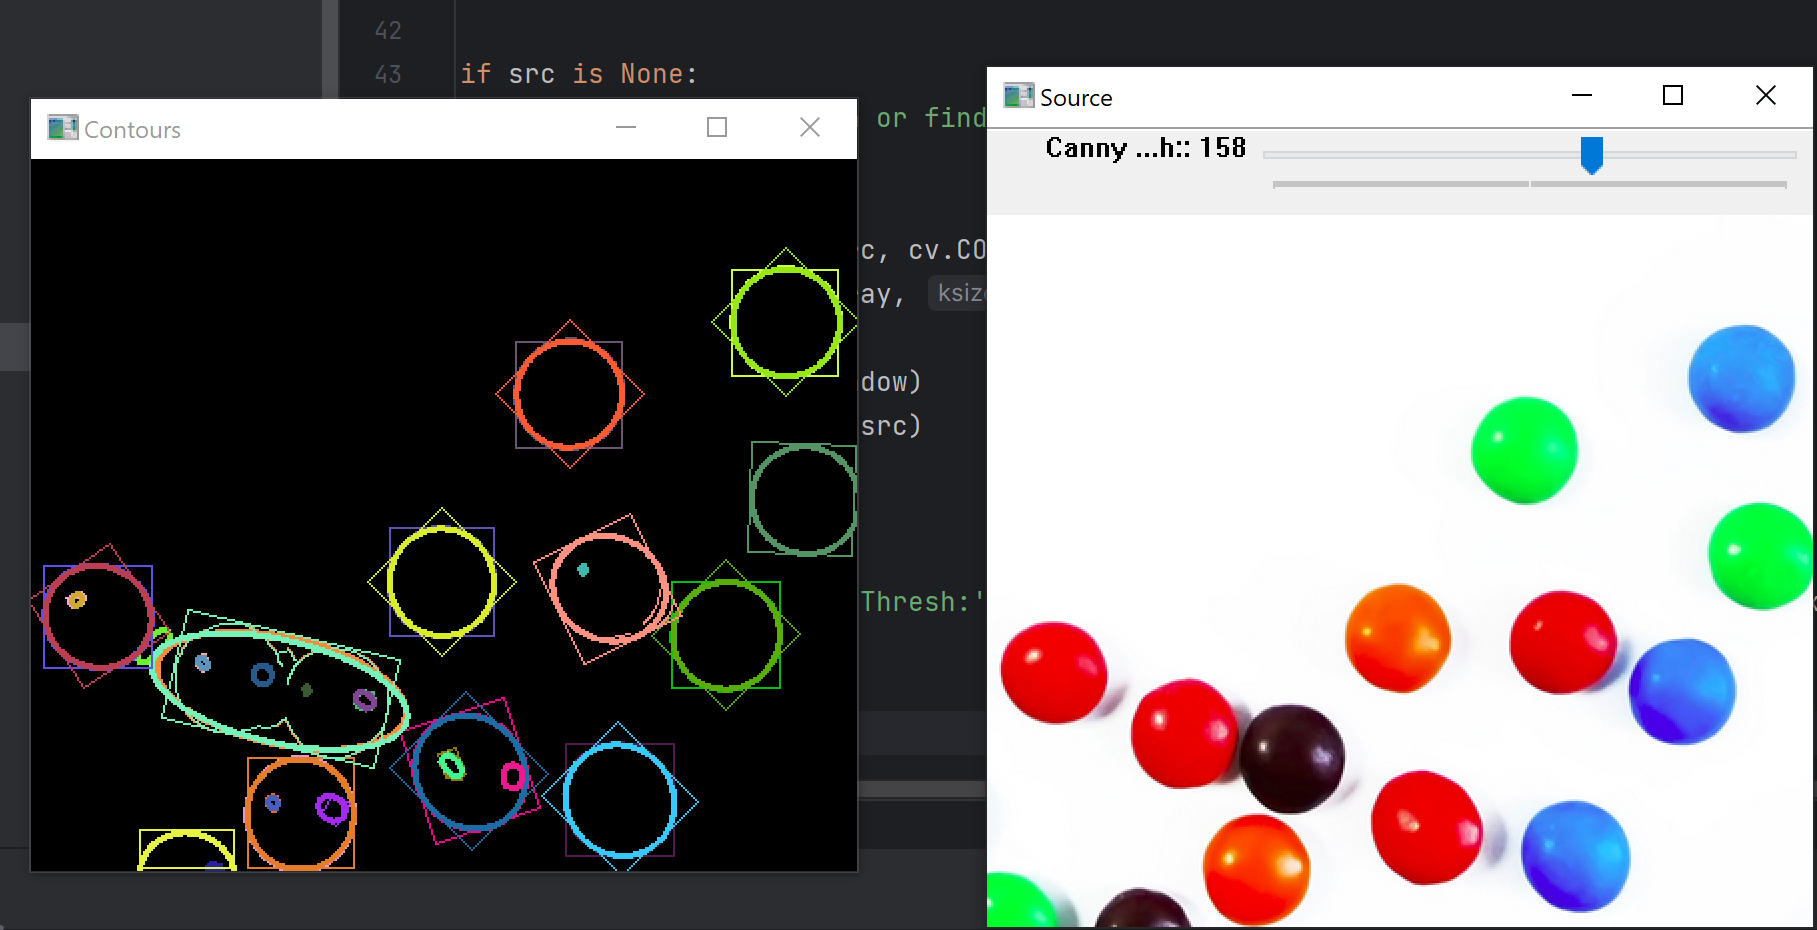 42
43 if src is None:
Contours
Source
or find
Canny ...h:: 158
c, cv.CO
ay, ksiz
dow)
src)
Thresh:'